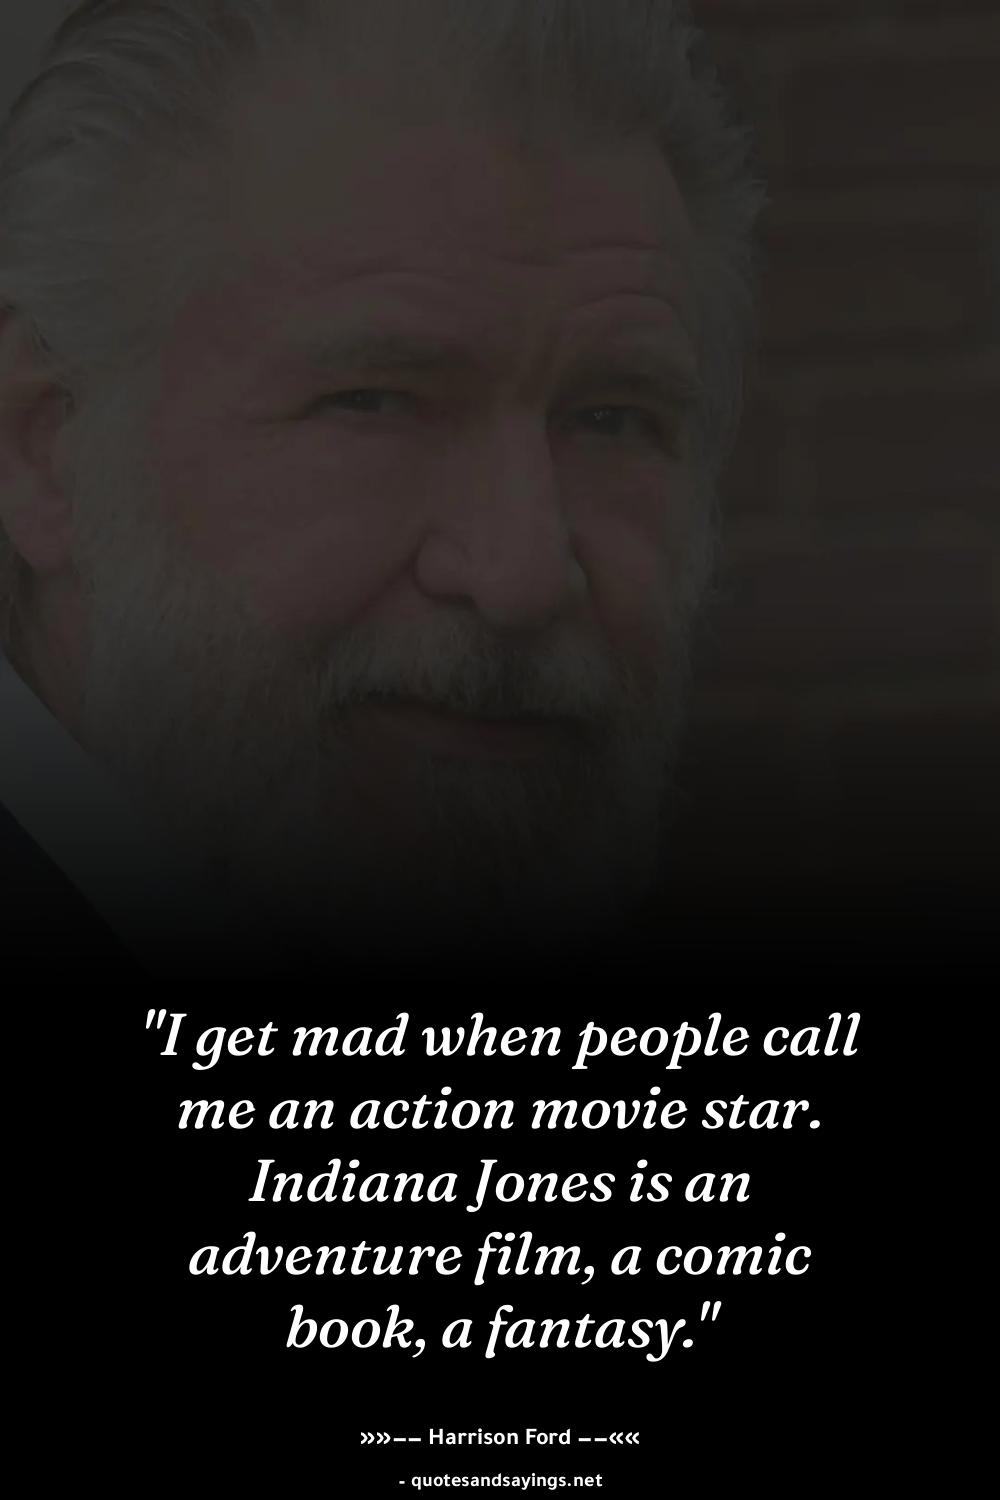 "I get mad when people call
me an action movie star.
Indiana Jones is an
adventure film, a comic
book, a fantasy."
»»−− Harrison Ford −−««
- quotesandsayings.net